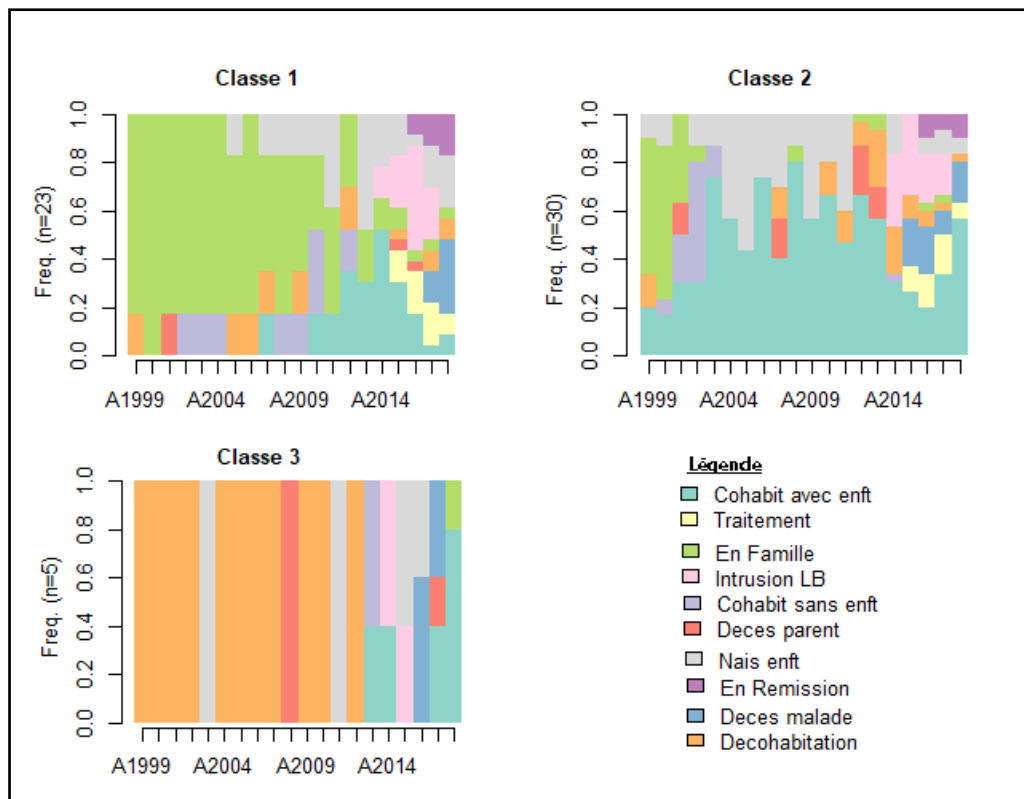 Classe 1
Freq. (n=23)
0.0 0.2 0.4 0.6 0.8 1.0
A1999 A2004 A2009 A2014
Classe 2
Freq. (n=30)
0.0 0.2 0.4 0.6 0.8 1.0
A1999 A2004 A2009 A2014
Classe 3
Freq. (n=5)
0.0 0.2 0.4 0.6 0.8 1.0
A1999 A2004 A2009 A2014
Légende
Cohabit avec enft
Traitement
En Famille
Intrusion LB
Cohabit sans enft
Deces parent
Nais enft
En Remission
Deces malade
Decohabitation